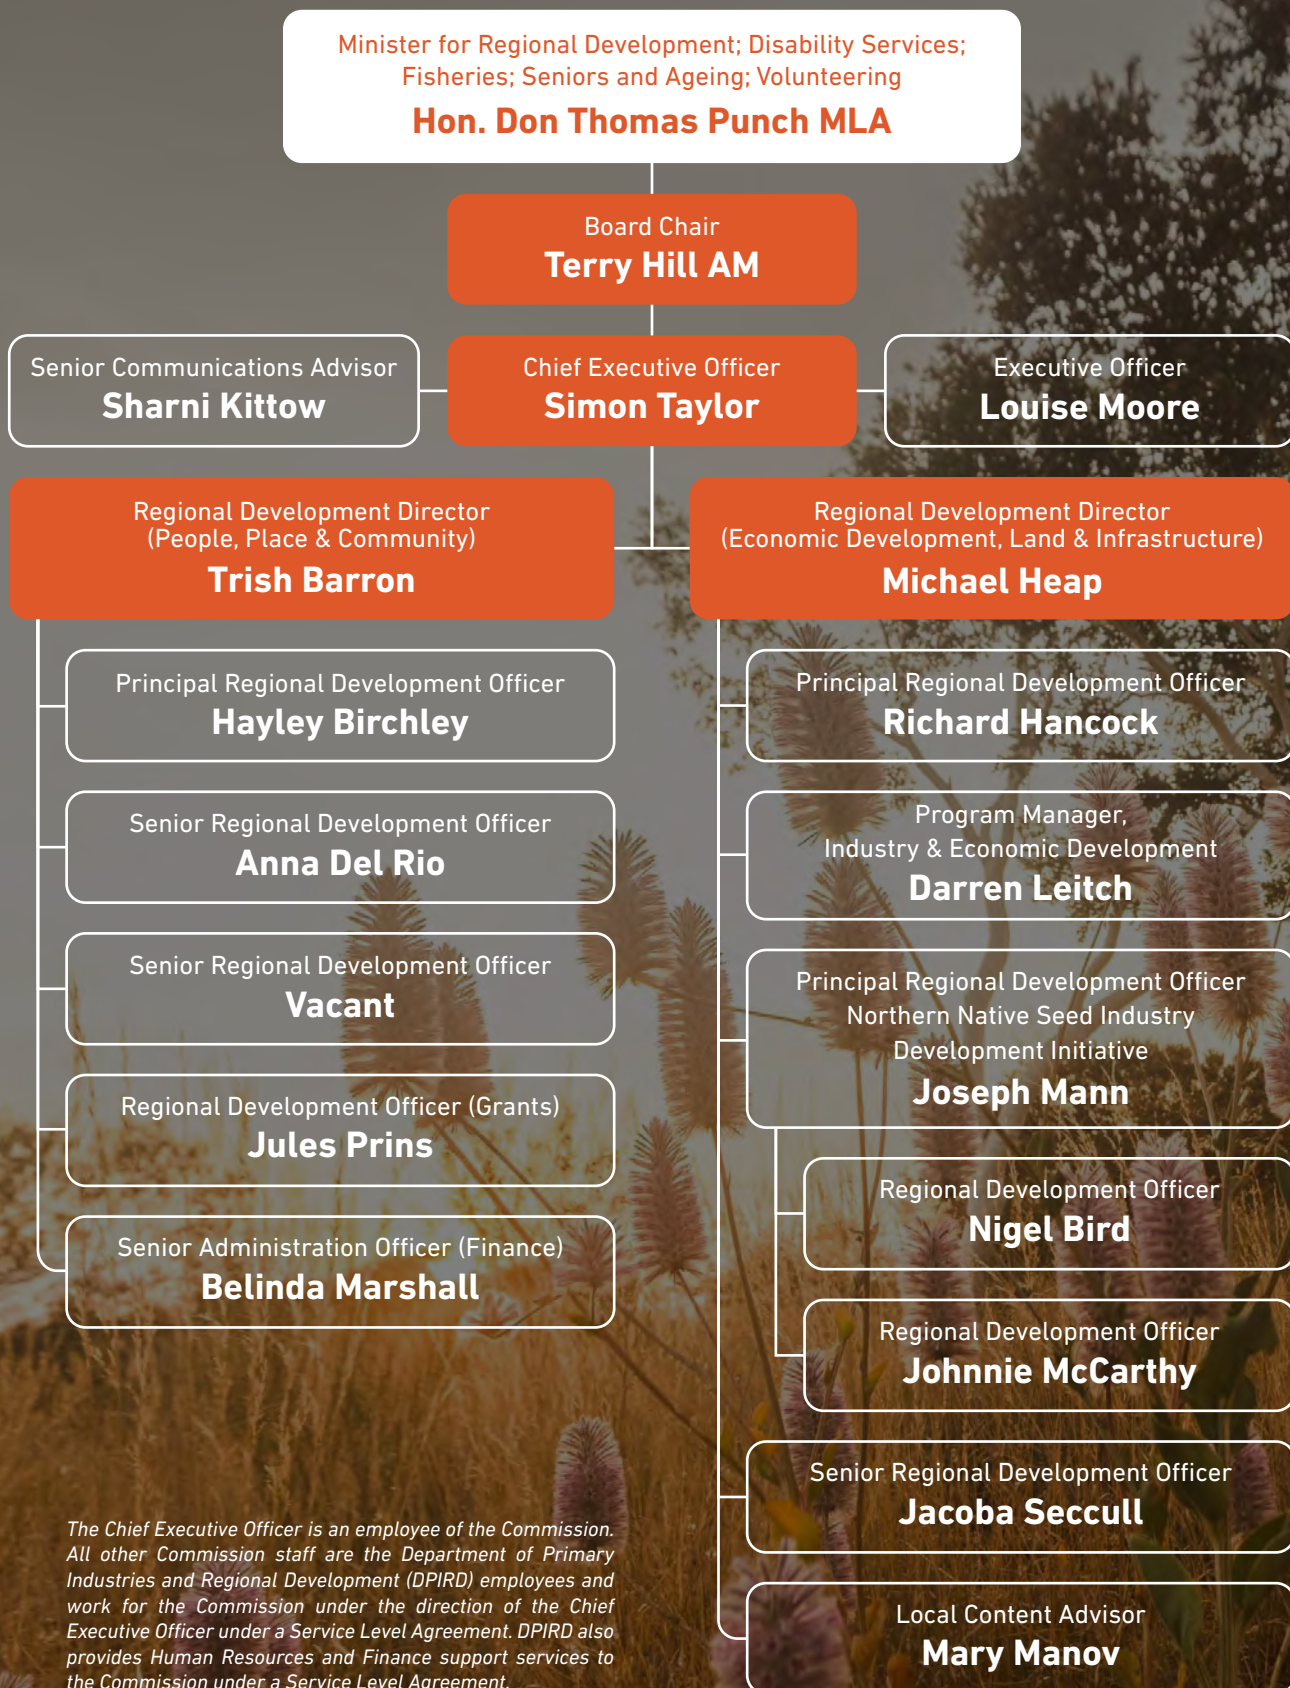 Minister for Regional Development; Disability Services;
Fisheries; Seniors and Ageing; Volunteering
Hon. Don Thomas Punch MLA
Board Chair
Terry Hill AM
Senior Communications Advisor
Sharni Kittow
Chief Executive Officer
Simon Taylor
Executive Officer
Louise Moore
Regional Development Director
(People, Place & Community)
Trish Barron
Principal Regional Development Officer
Hayley Birchley
Senior Regional Development Officer
Anna Del Rio
Senior Regional Development Officer
Vacant
Regional Development Officer (Grants)
Jules Prins
Senior Administration Officer (Finance)
Belinda Marshall
Regional Development Director
(Economic Development, Land & Infrastructure)
Michael Heap
Principal Regional Development Officer
Richard Hancock
Program Manager,
Industry & Economic Development
Darren Leitch
Principal Regional Development Officer
Northern Native Seed Industry
Development Initiative
Joseph Mann
Regional Development Officer
Nigel Bird
Regional Development Officer
Johnnie McCarthy
Senior Regional Development Officer
Jacoba Seccull
Local Content Advisor
Mary Manov
The Chief Executive Officer is an employee of the Commission.
All other Commission staff are the Department of Primary
Industries and Regional Development (DPIRD) employees and
work for the Commission under the direction of the Chief
Executive Officer under a Service Level Agreement. DPIRD also
provides Human Resources and Finance support services to
the Commission under a Service Level Agreement.